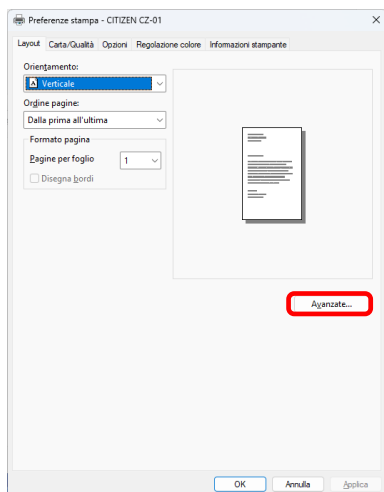 Preferenze stampa - CITIZEN CZ-01
Layout Carta/Qualità Opzioni Regolazione colore Informazioni stampante
Orientamento:
A Verticale
Ordine pagine:
Dalla prima all'ultima
Formato pagina
Pagine per foglio 1
Disegna bordi
Avanzate...
OK Annulla Applica